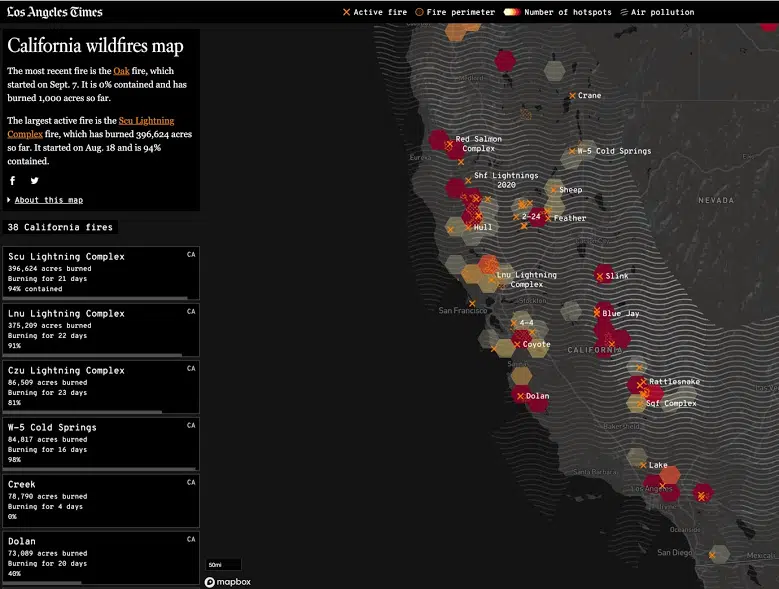 Los Angeles Times
Active fire
Fire perimeter
Number of hotspots
Air pollution
California wildfires map
The most recent fire is the Oak fire, which
started on Sept. 7. It is 0% contained and has
burned 1,000 acres so far.
The largest active fire is the Scu Lightning
Complex fire, which has burned 396,624 acres
so far. It started on Aug. 18 and is 94%
contained.
About this map
38 California fires
Scu Lightning Complex
CA
396,624 acres burned
Burning for 21 days
94% contained
Lnu Lightning Complex
CA
375,209 acres burned
Burning for 22 days
91%
Czu Lightning Complex
CA
86,509 acres burned
Burning for 23 days
81%
W-5 Cold Springs
CA
84,817 acres burned
Burning for 16 days
98%
Creek
CA
78,790 acres burned
Burning for 4 days
0%
Dolan
CA
73,089 acres burned
Burning for 20 days
40%
Crane
Red Salmon
Complex
Eureka
W-5 Cold Springs
Shf Lightnings
2020
Sheep
NEVADA
2-24
Feather
Hull
Lnu Lightning
Complex
Slink
Stockton
San Francisco
4-4
Blue Jay
Coyote
CALIFORNIA
Rattlesnake
Dolan
Sqf Complex
Bakersfield
Lake
Santa Barbara
Los Angeles
Irvine
Oceanside
San Diego
Mexicali
50mi
mapbox